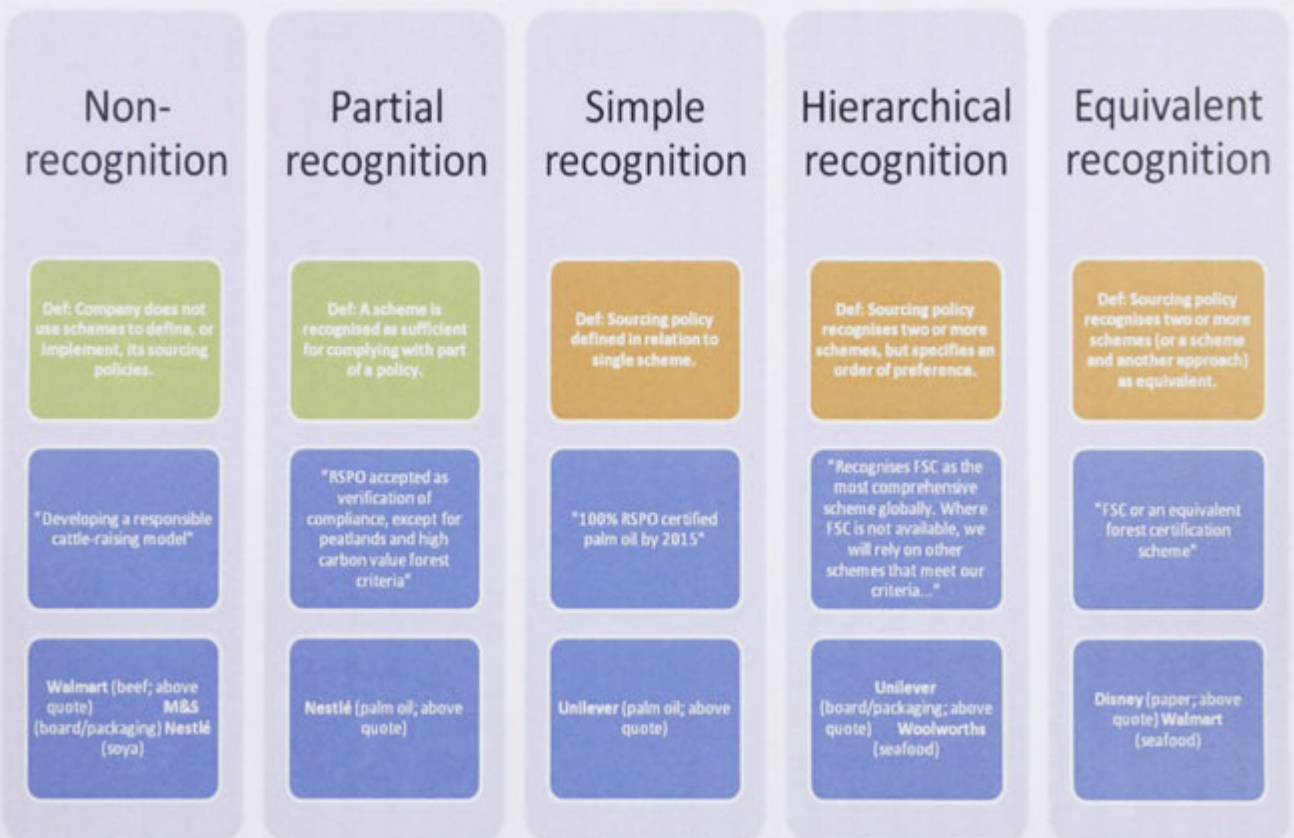 Non-
recognition
Def: Company does not
use schemes to define, or
implement, its sourcing
policies.
"Developing a responsible
cattle-raising model"
Walmart (beef; above
quote) M&S
(board/packaging) Nestlé
(soya)
Partial
recognition
Def: A scheme is
recognised as sufficient
for complying with part
of a policy.
"RSPO accepted as
verification of
compliance, except for
peatlands and high
carbon value forest
criteria"
Nestlé (palm oil; above
quote)
Simple
recognition
Def: Sourcing policy
defined in relation to
single scheme.
"100% RSPO certified
palm oil by 2015"
Unilever (palm oil; above
quote)
Hierarchical
recognition
Def: Sourcing policy
recognises two or more
schemes, but specifies an
order of preference.
"Recognises FSC as the
most comprehensive
scheme globally. Where
FSC is not available, we
will rely on other
schemes that meet our
criteria..."
Unilever
(board/packaging; above
quote) Woolworths
(seafood)
Equivalent
recognition
Def: Sourcing policy
recognises two or more
schemes (or a scheme
and another approach)
as equivalent.
"FSC or an equivalent
forest certification
scheme"
Disney (paper; above
quote) Walmart
(seafood)